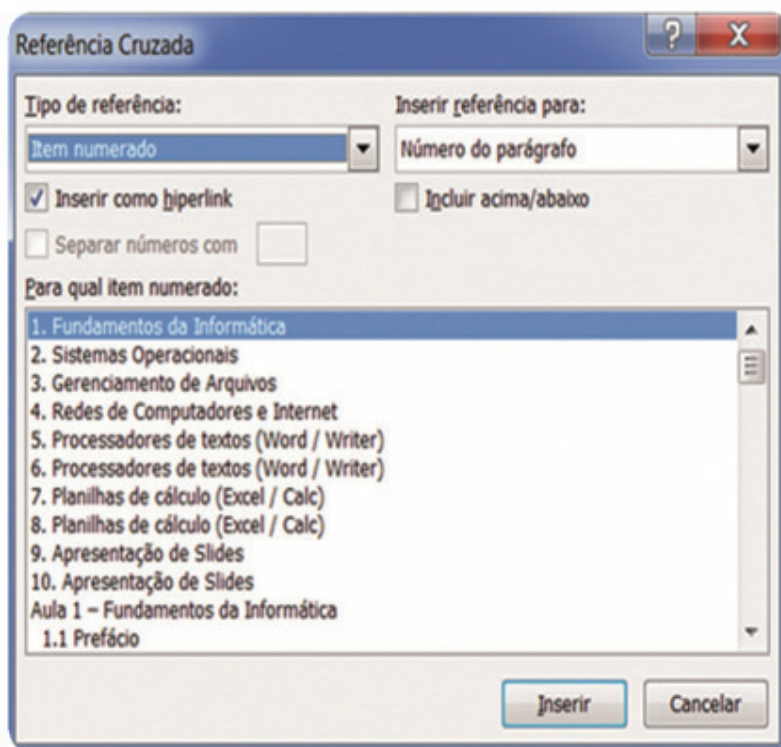 Referência Cruzada
Tipo de referência:
Inserir referência para:
Item numerado
Número do parágrafo
Inserir como hiperlink
Incluir acima/abaixo
Separar números com
Para qual item numerado:
1. Fundamentos da Informática
2. Sistemas Operacionais
3. Gerenciamento de Arquivos
4. Redes de Computadores e Internet
5. Processadores de textos (Word / Writer)
6. Processadores de textos (Word / Writer)
7. Planilhas de cálculo (Excel / Calc)
8. Planilhas de cálculo (Excel / Calc)
9. Apresentação de Slides
10. Apresentação de Slides
Aula 1 – Fundamentos da Informática
1.1 Prefácio
Inserir
Cancelar